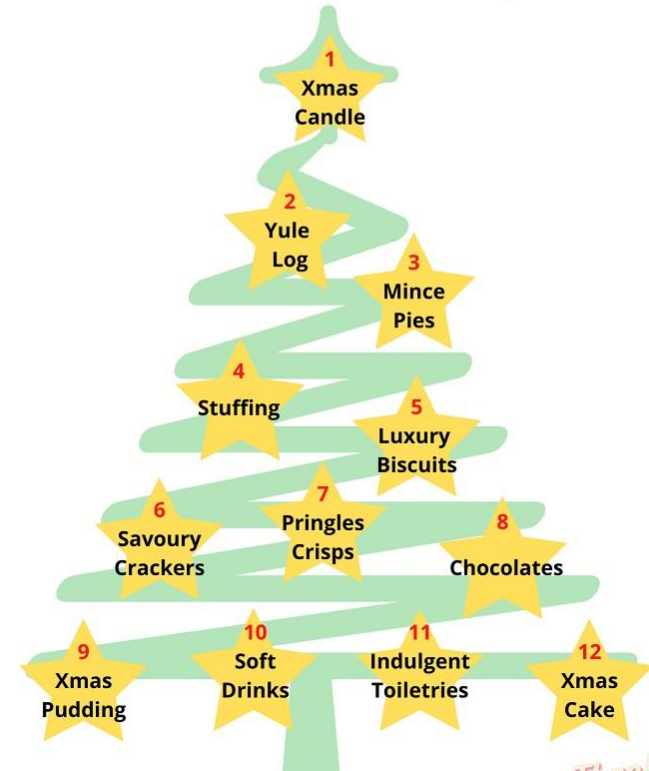 1
Xmas
Candle
2
Yule
Log
3
Mince
Pies
4
Stuffing
5
Luxury
Biscuits
6
Savoury
Crackers
7
Pringles
Crisps
8
Chocolates
9
Xmas
Pudding
10
Soft
Drinks
11
Indulgent
Toiletries
12
Xmas
Cake